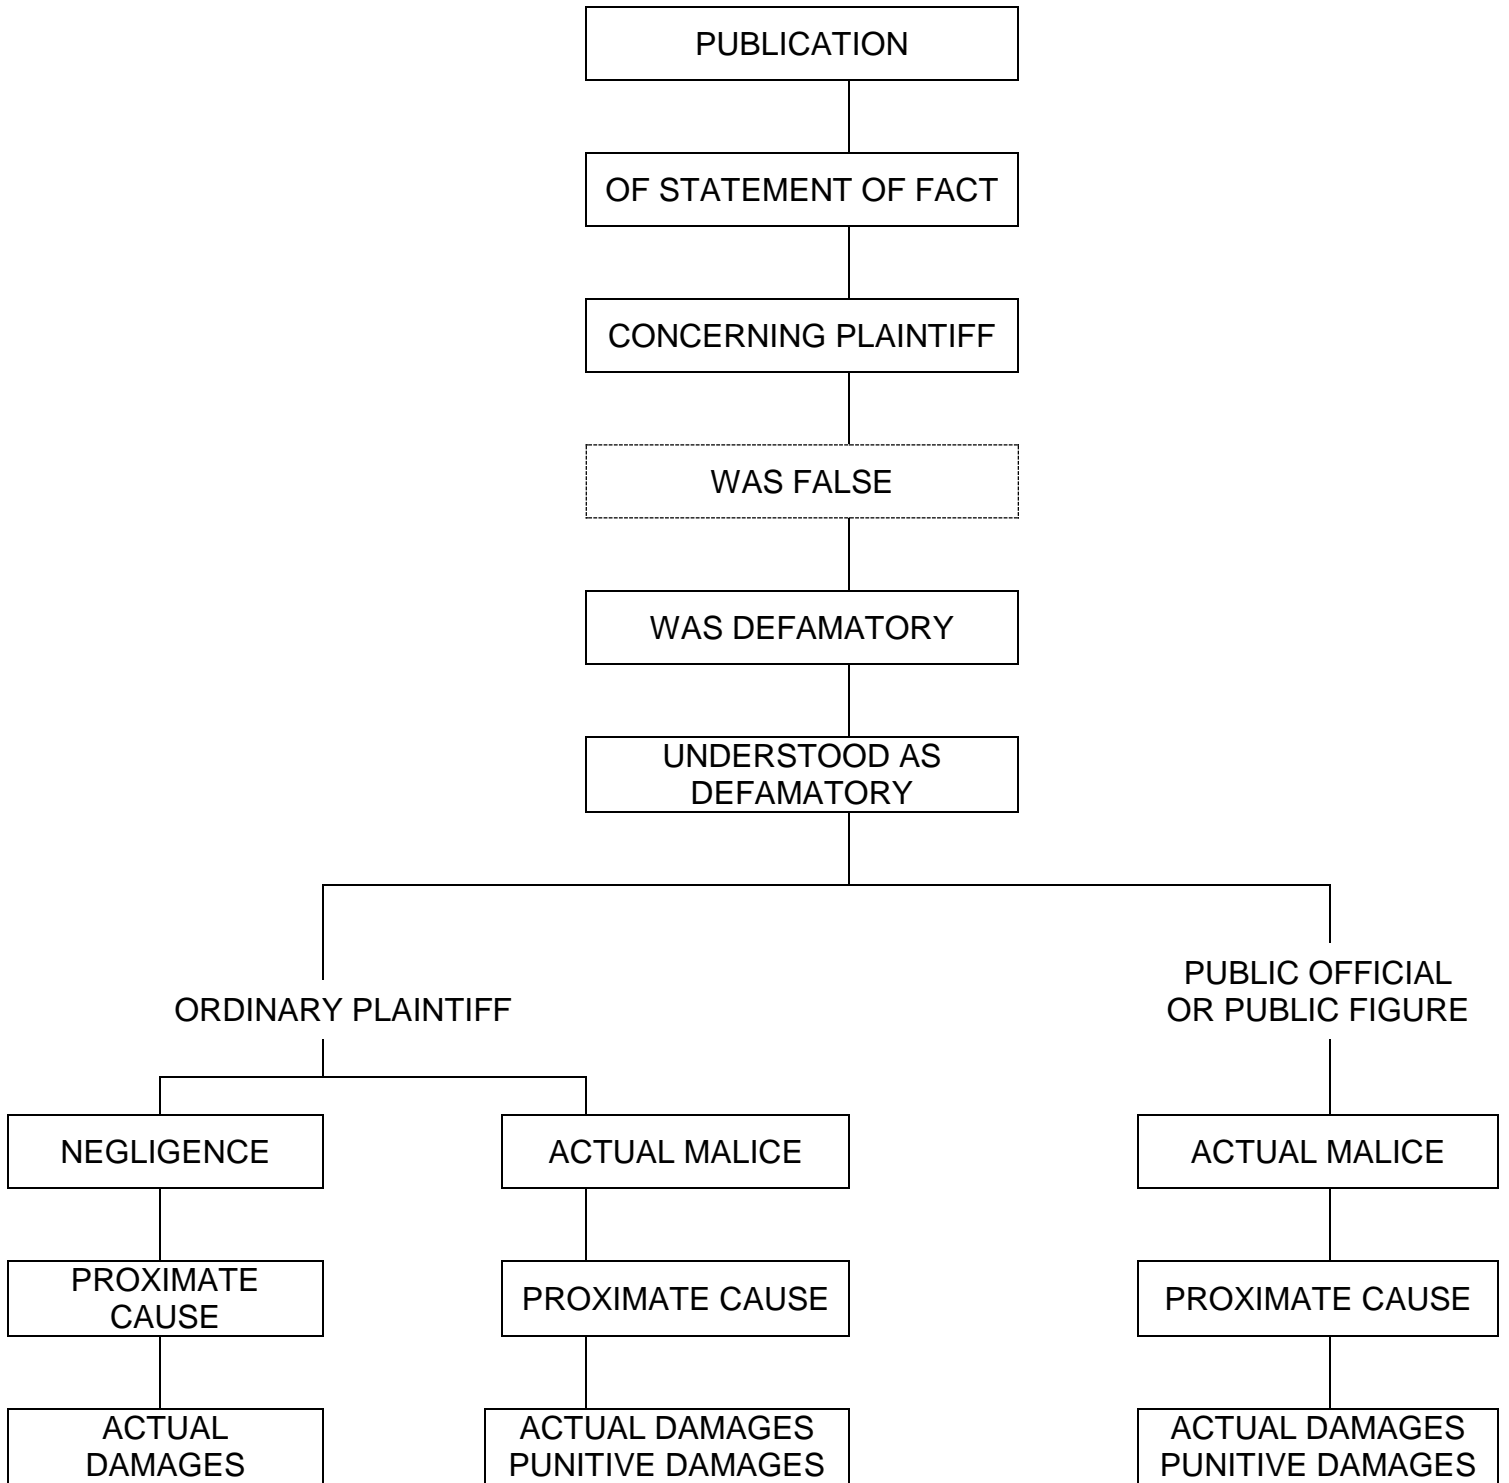 PUBLICATION
OF STATEMENT OF FACT
CONCERNING PLAINTIFF
WAS FALSE
WAS DEFAMATORY
UNDERSTOOD AS
DEFAMATORY
ORDINARY PLAINTIFF
PUBLIC OFFICIAL
OR PUBLIC FIGURE
NEGLIGENCE
ACTUAL MALICE
ACTUAL MALICE
PROXIMATE
CAUSE
PROXIMATE CAUSE
PROXIMATE CAUSE
ACTUAL
DAMAGES
ACTUAL DAMAGES
PUNITIVE DAMAGES
ACTUAL DAMAGES
PUNITIVE DAMAGES